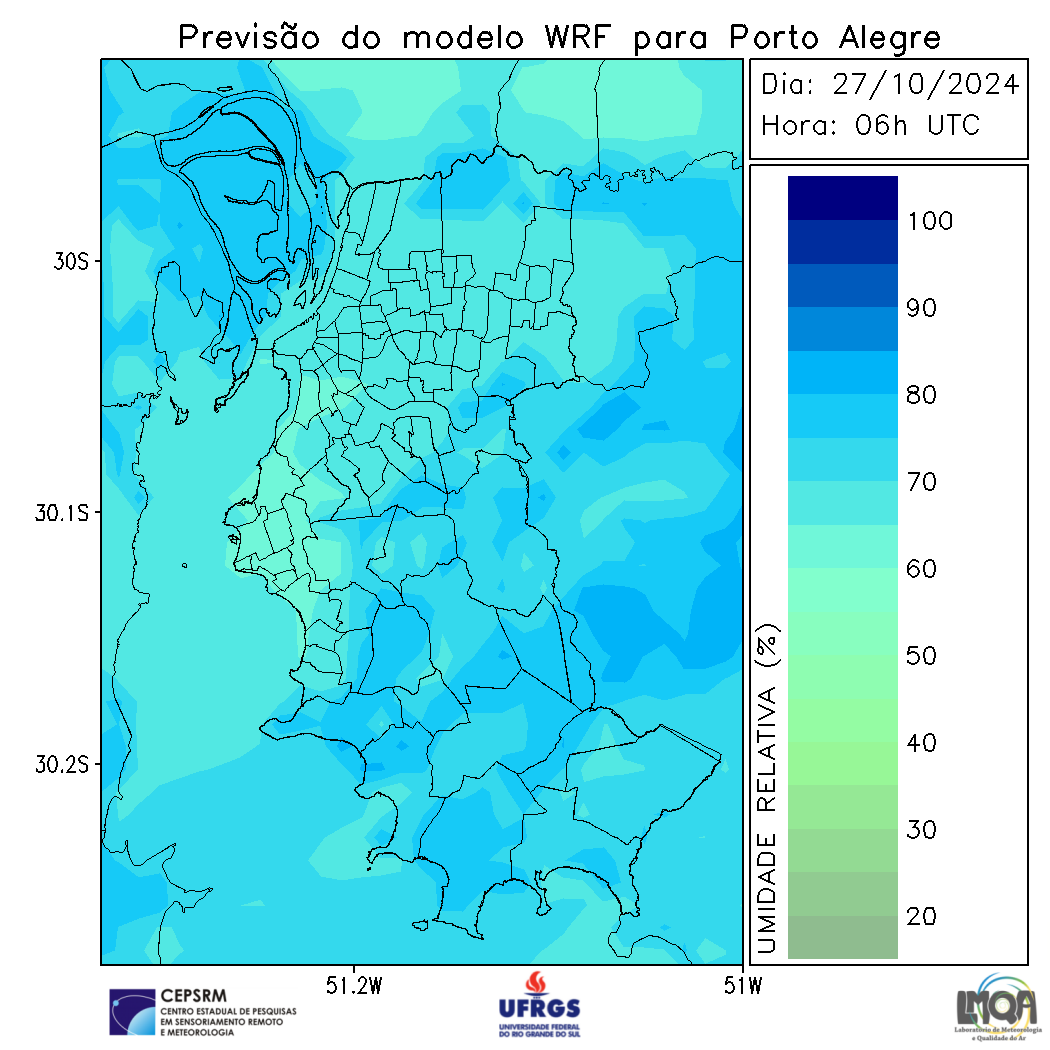 Previsão do modelo WRF para Porto Alegre
Dia: 27/10/2024
Hora: 06h UTC
30S
30.1S
30.2S
51.2W
51W
UMIDADE RELATIVA (%)
100
90
80
70
60
50
40
30
20
CEPSRM
CENTRO ESTADUAL DE PESQUISAS
EM SENSORIAMENTO REMOTO
E METEOROLOGIA
UFRGS
UNIVERSIDADE FEDERAL
DO RIO GRANDE DO SUL
LMQA
Laboratório de Meteorologia
e Qualidade do Ar